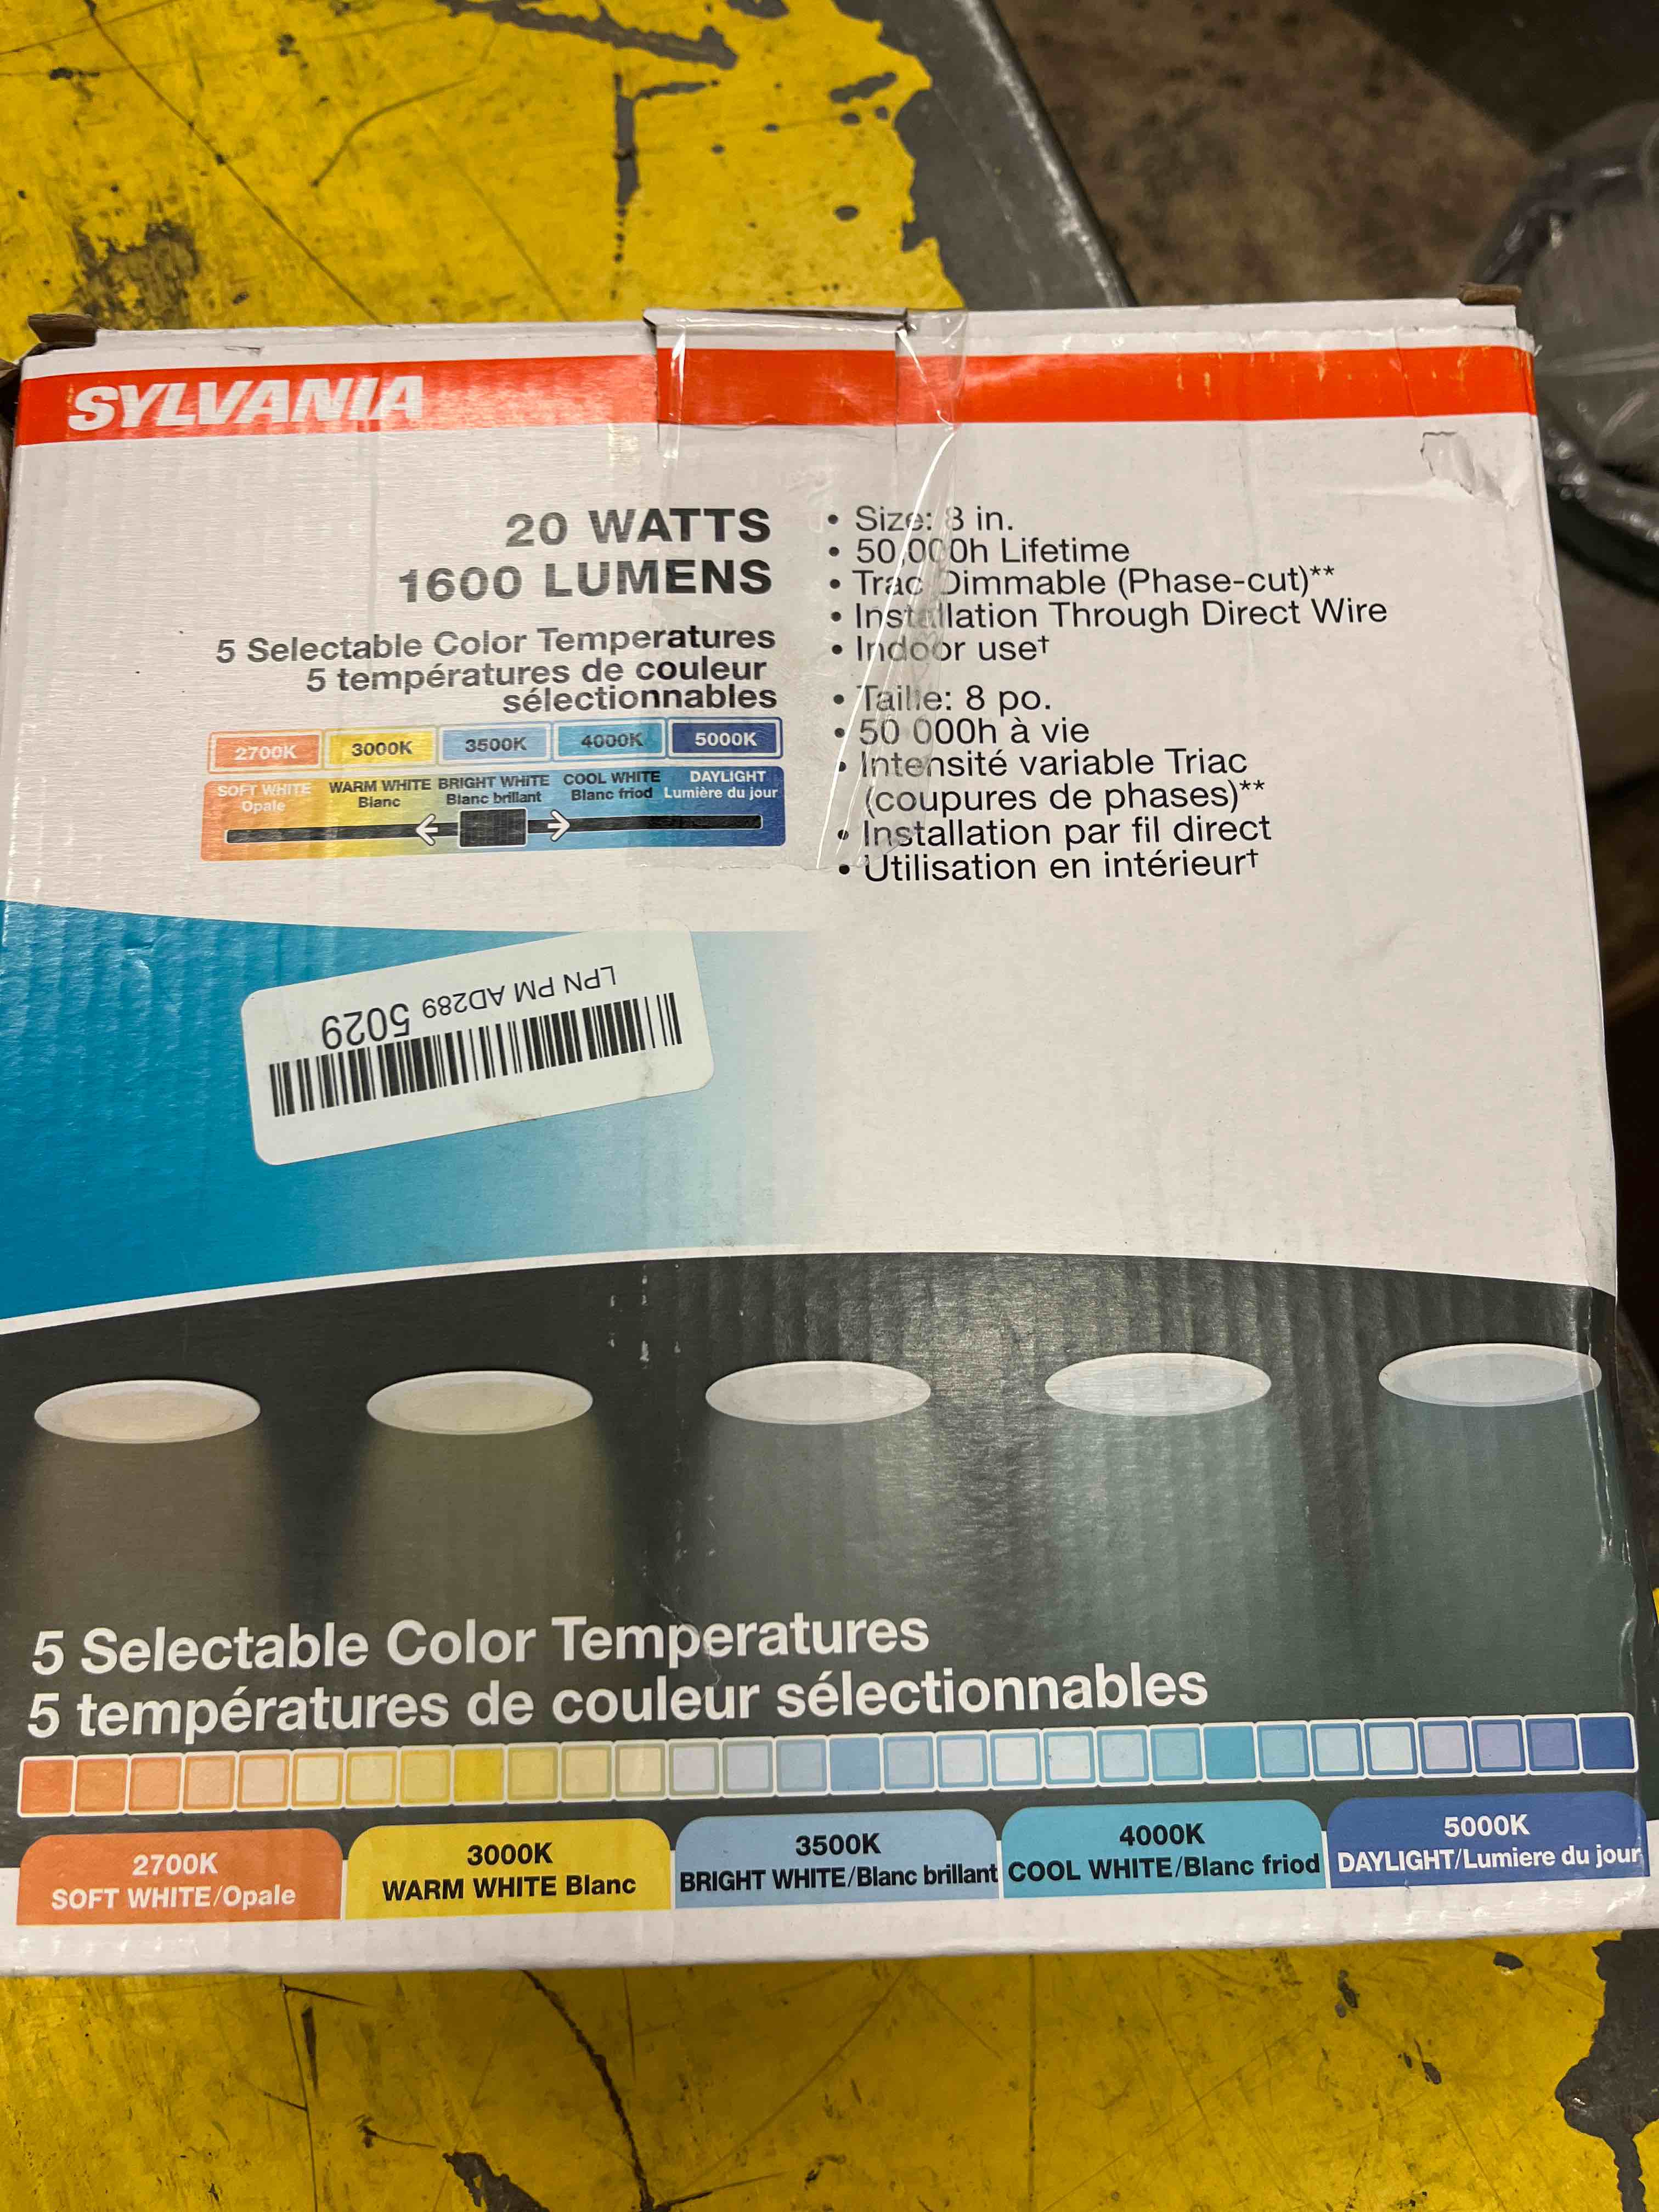 SYLVANIA
20 WATTS
1600 LUMENS
5 Selectable Color Temperatures
5 températures de couleur
sélectionnables
2700K 3000K 3500K 4000K 5000K
SOFT WHITE WARM WHITE BRIGHT WHITE COOL WHITE DAYLIGHT
Opale Blanc Blanc brillant Blanc friod Lumière du jour
• Size: 8 in.
• 50 000h Lifetime
• Triac Dimmable (Phase-cut)**
• Installation Through Direct Wire
• Indoor use†
• Taille: 8 po.
• 50 000h à vie
• Intensité variable Triac
(coupures de phases)**
• Installation par fil direct
• Utilisation en intérieur†
LPN PM AD289 5029
5 Selectable Color Temperatures
5 températures de couleur sélectionnables
2700K
SOFT WHITE/Opale
3000K
WARM WHITE Blanc
3500K
BRIGHT WHITE/Blanc brillant
4000K
COOL WHITE/Blanc friod
5000K
DAYLIGHT/Lumiere du jour